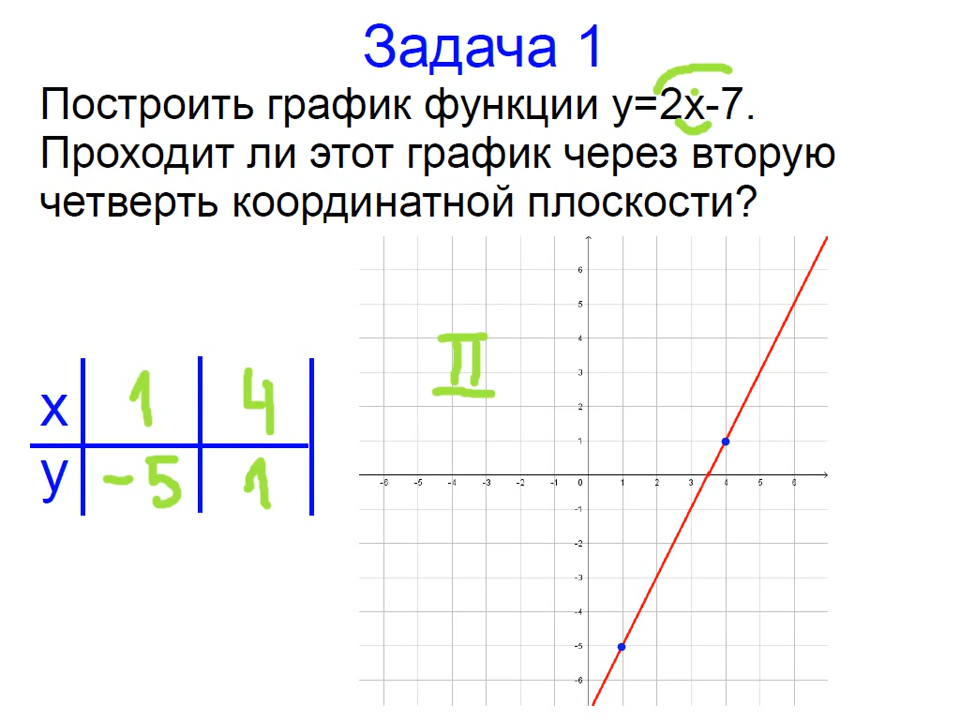 Задача 1
Построить график функции y=2x-7.
Проходит ли этот график через вторую
четверть координатной плоскости?
6
5
4
II
3
2
1
-6 -5 -4 -3 -2 -1 0 1 2 3 4 5 6
-1
-2
-3
-4
-5
-6
x 1 4
y -5 1